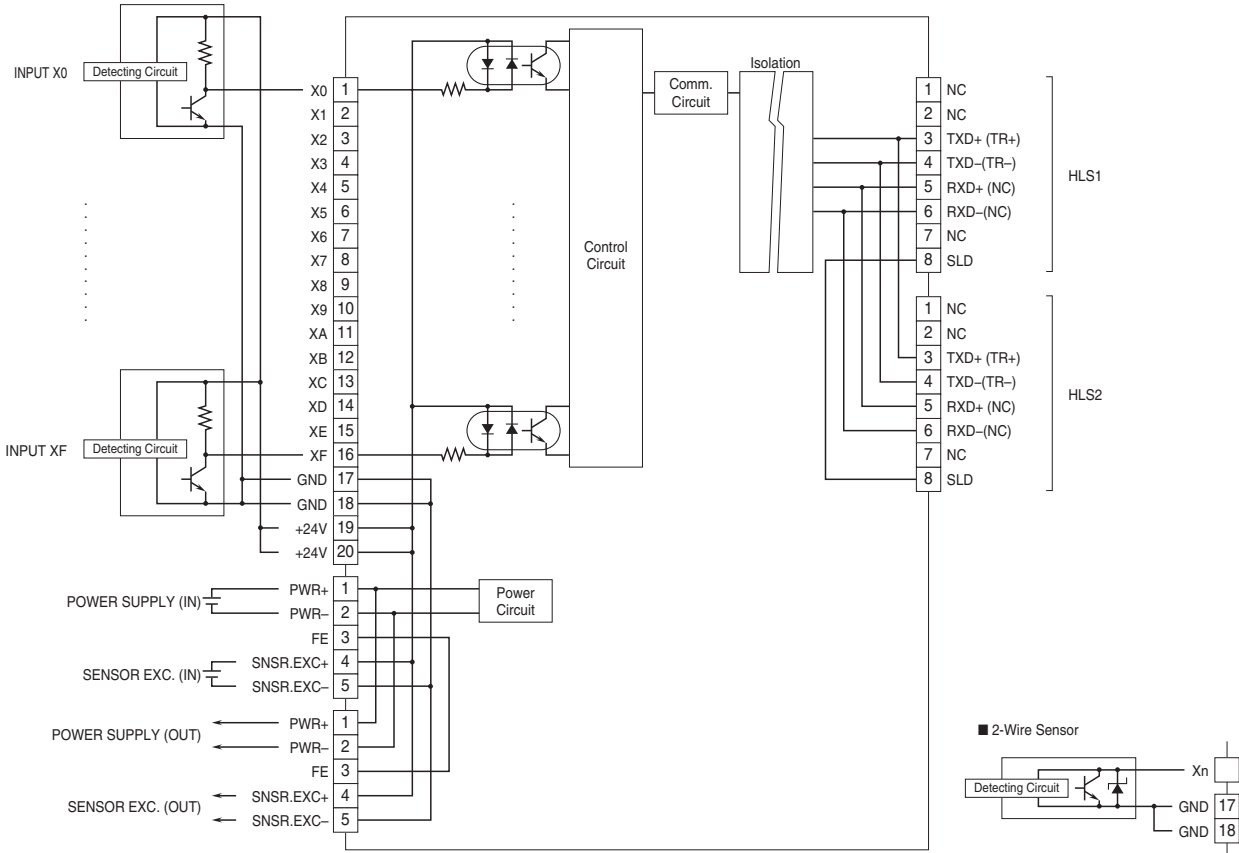 INPUT X0
Detecting Circuit
X0 1
X1 2
X2 3
X3 4
X4 5
X5 6
X6 7
X7 8
X8 9
X9 10
XA 11
XB 12
XC 13
XD 14
XE 15
XF 16
GND 17
GND 18
+24V 19
+24V 20
INPUT XF
Detecting Circuit
POWER SUPPLY (IN)
PWR+ 1
PWR– 2
FE 3
SENSOR EXC. (IN)
SNSR.EXC+ 4
SNSR.EXC– 5
POWER SUPPLY (OUT)
PWR+ 1
PWR– 2
FE 3
SENSOR EXC. (OUT)
SNSR.EXC+ 4
SNSR.EXC– 5
Power
Circuit
Control
Circuit
Comm.
Circuit
Isolation
1 NC
2 NC
3 TXD+ (TR+)
4 TXD–(TR–)
5 RXD+ (NC)
6 RXD–(NC)
7 NC
8 SLD
HLS1
1 NC
2 NC
3 TXD+ (TR+)
4 TXD–(TR–)
5 RXD+ (NC)
6 RXD–(NC)
7 NC
8 SLD
HLS2
■ 2-Wire Sensor
Detecting Circuit
Xn
GND 17
GND 18